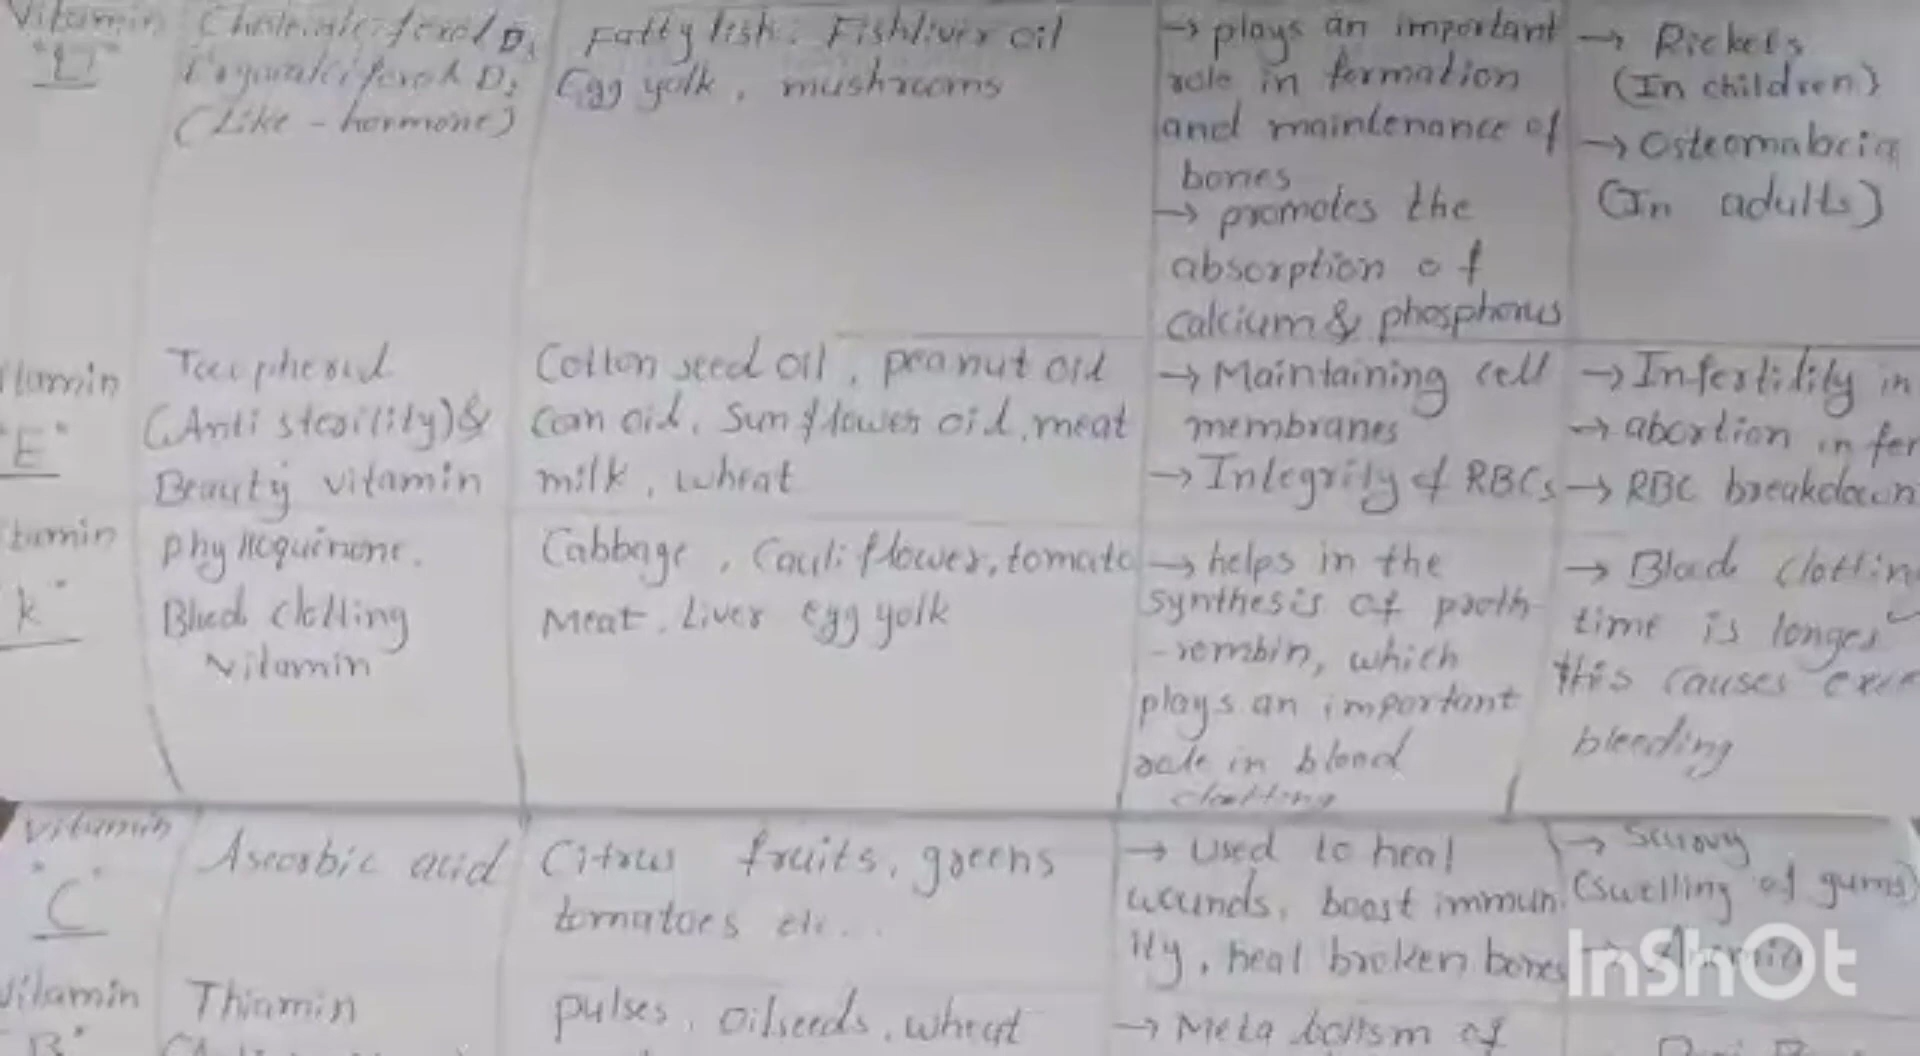 Vitamin
"D"
Cholecalciferol D3
Ergocalciferol D2
(Like - hormone)
Fatty fish. Fishliver oil
Egg yolk, mushrooms
→ plays an important
role in formation
and maintenance of
bones
→ promotes the
absorption of
calcium & phosphorus
→ Rickets
(In children)
→ Osteomalacia
(In adults)
itamin
"E"
Tocopherol
(Anti sterility) &
Beauty vitamin
Cotton seed oil, peanut oil
Corn oil, Sunflower oil, meat
milk, wheat
→ Maintaining cell
membranes
→ Integrity of RBCs
→ Infertility in
→ abortion in fe
→ RBC breakdown
itamin
"k"
phylloquinone.
Blood Clotting
Vitamin
Cabbage, Cauliflower, tomato
Meat. Liver egg yolk
→ helps in the
synthesis of proth
-rombin, which
plays an important
role in blood
clotting
→ Blood clottin
time is longer
this causes
bleeding
Vitamin
"C"
Ascorbic acid
Citrus fruits, greens
tomatoes etc..
→ Used to heal
wounds, boost immun
ity, heal broken bones
→ Scurvy
(swelling of gums)
→ Anemia
InShOt
Vitamin
"B"
Thiamin
pulses, Oilseeds, wheat
→ Metabolism of